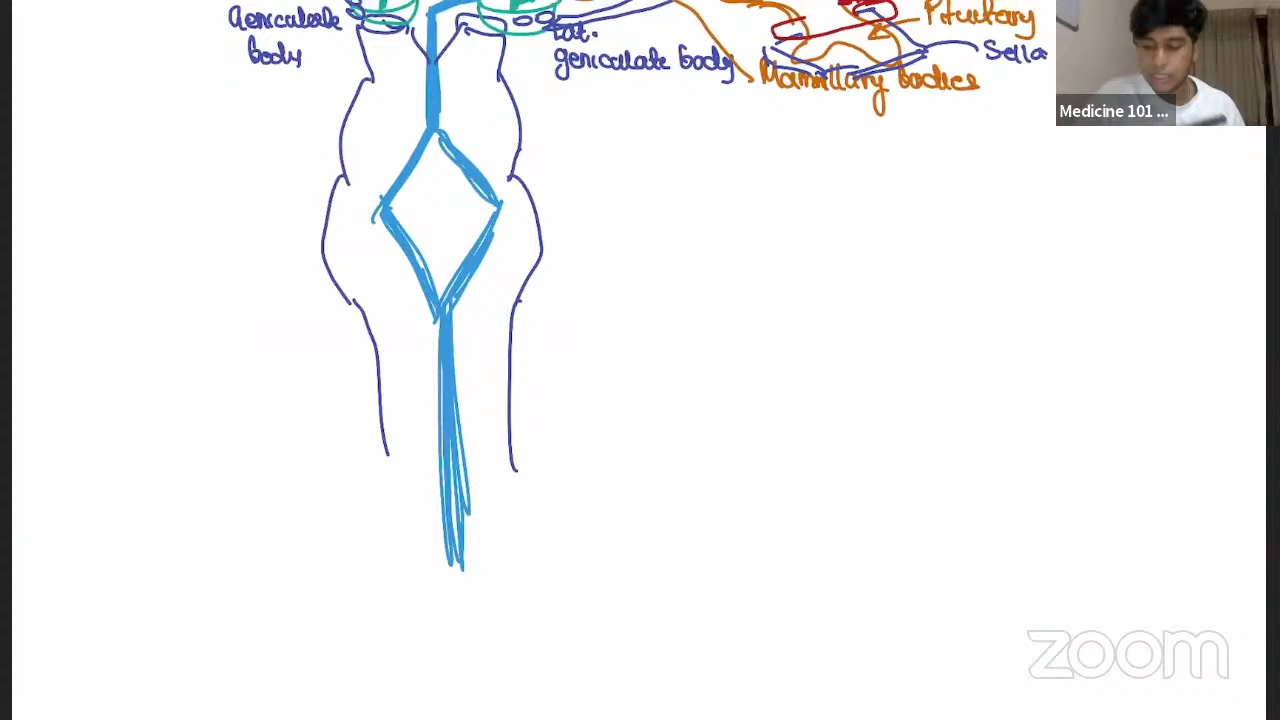 Geniculate
body
Lat.
geniculate body
Pituitary
Sella
Mammillary bodies
Medicine 101 ...
zoom